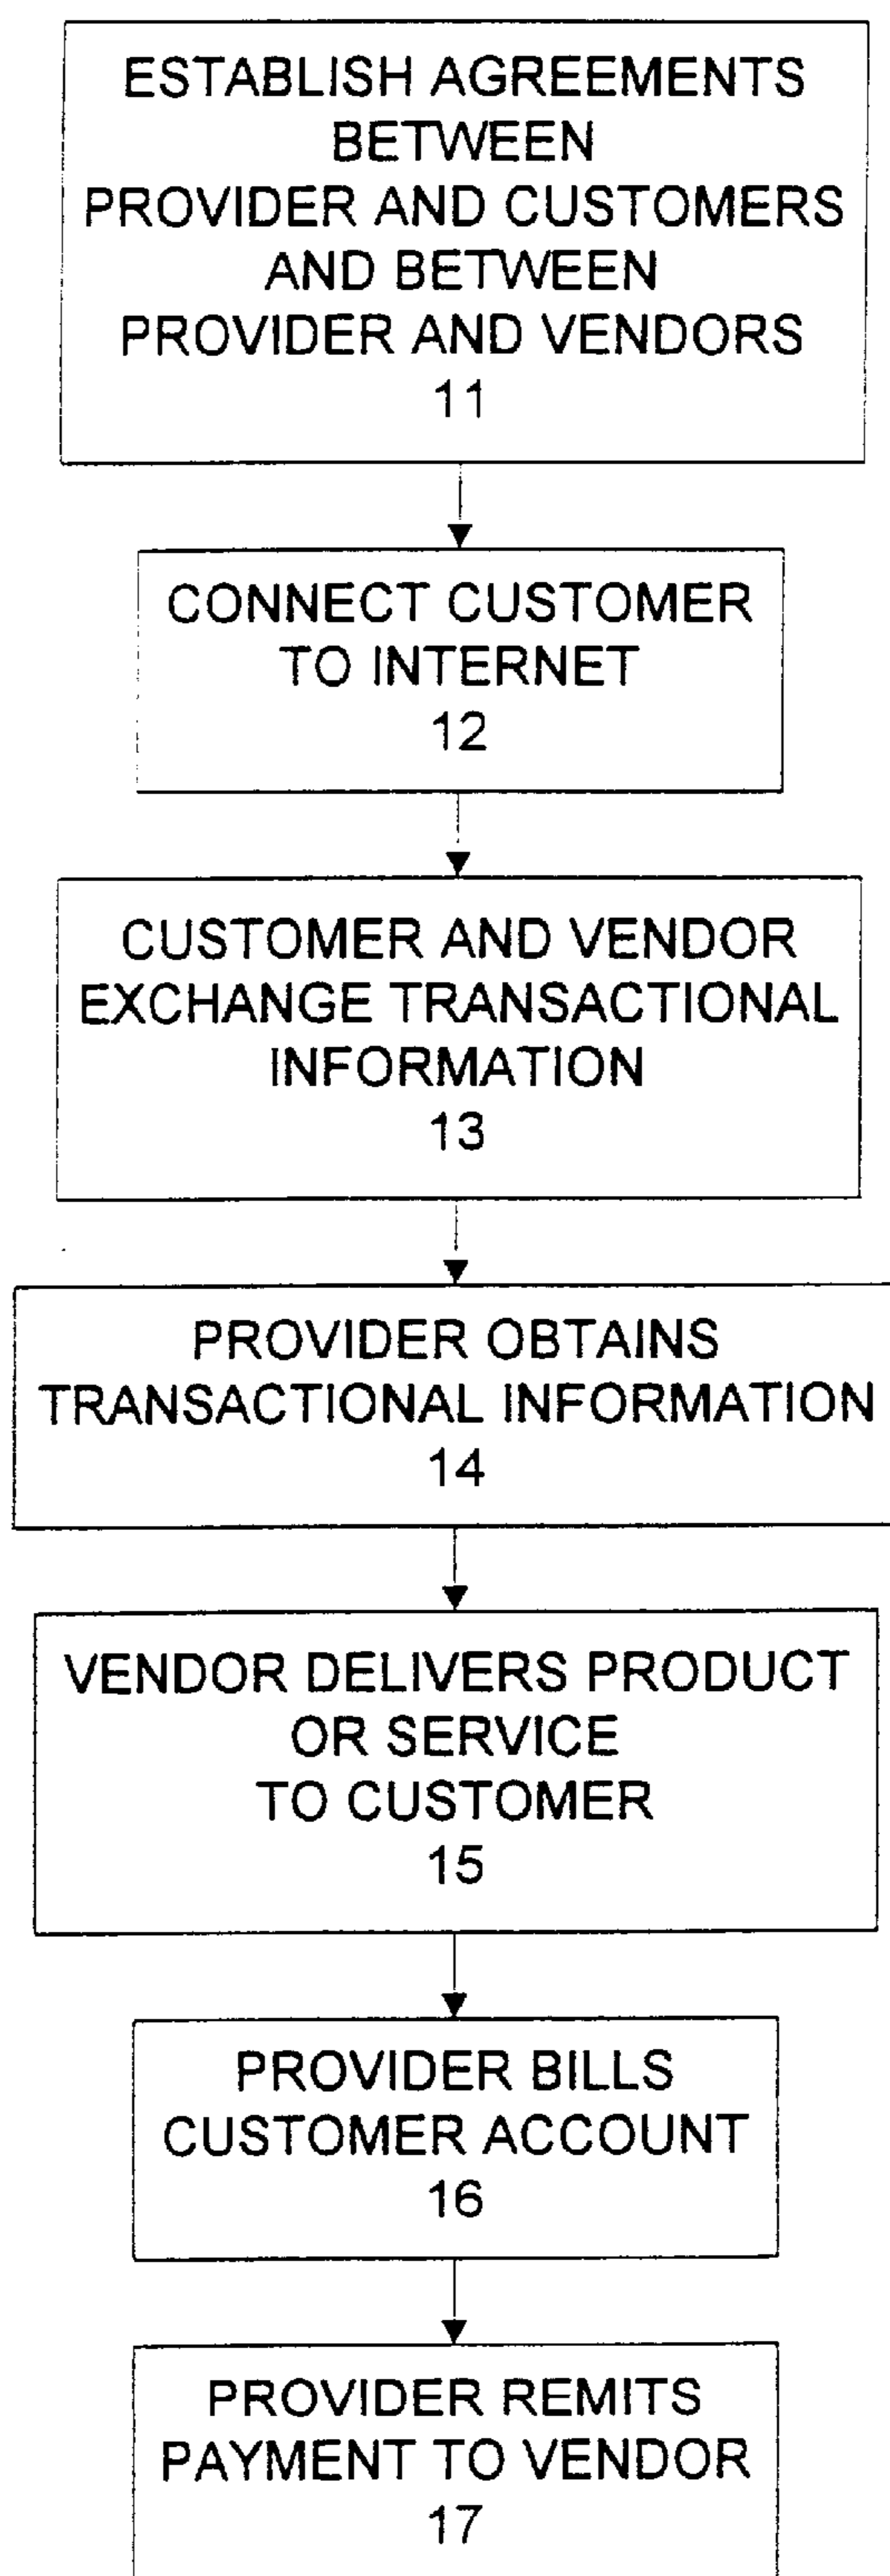 ESTABLISH AGREEMENTS
BETWEEN
PROVIDER AND CUSTOMERS
AND BETWEEN
PROVIDER AND VENDORS
11
CONNECT CUSTOMER
TO INTERNET
12
CUSTOMER AND VENDOR
EXCHANGE TRANSACTIONAL
INFORMATION
13
PROVIDER OBTAINS
TRANSACTIONAL INFORMATION
14
VENDOR DELIVERS PRODUCT
OR SERVICE
TO CUSTOMER
15
PROVIDER BILLS
CUSTOMER ACCOUNT
16
PROVIDER REMITS
PAYMENT TO VENDOR
17